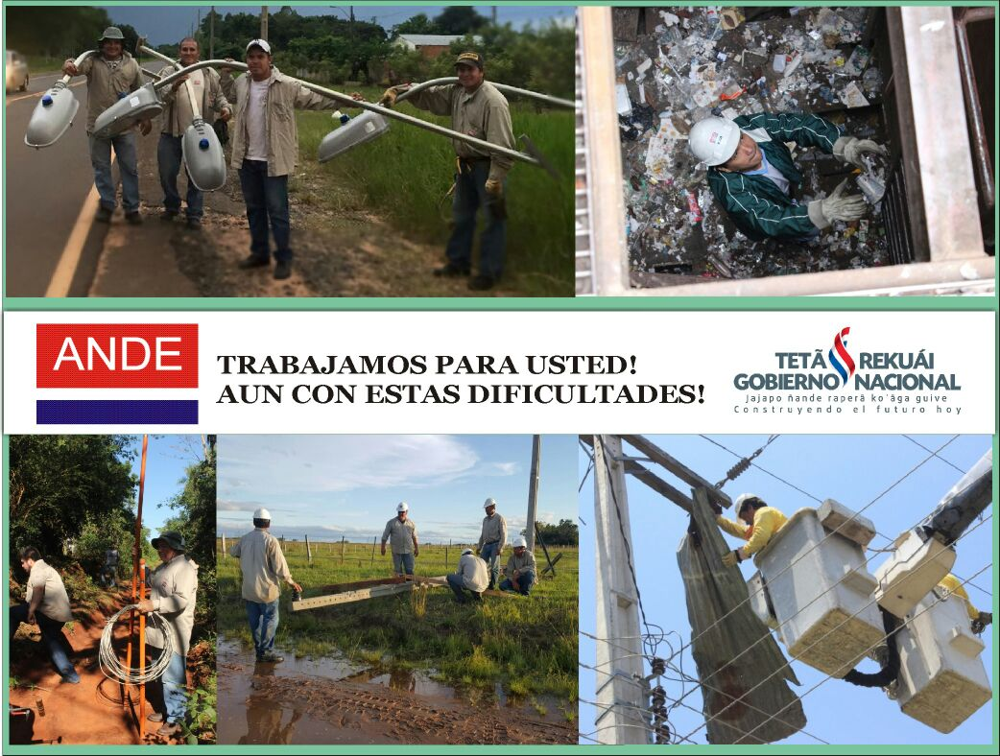 ANDE
TRABAJAMOS PARA USTED!
AUN CON ESTAS DIFICULTADES!
TETÃ REKUÁI
GOBIERNO NACIONAL
Jajapo ñande raperã ko'ãga guive
Construyendo el futuro hoy